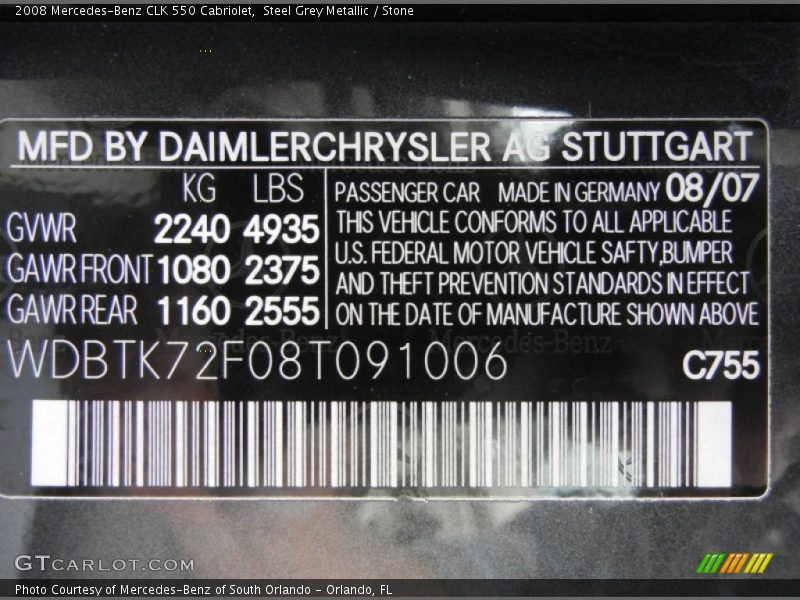 2008 Mercedes-Benz CLK 550 Cabriolet,  Steel Grey Metallic / Stone
MFD BY DAIMLERCHRYSLER AG STUTTGART
KG LBS
GVWR 2240 4935
GAWR FRONT 1080 2375
GAWR REAR 1160 2555
PASSENGER CAR MADE IN GERMANY 08/07
THIS VEHICLE CONFORMS TO ALL APPLICABLE
U.S. FEDERAL MOTOR VEHICLE SAFTY,BUMPER
AND THEFT PREVENTION STANDARDS IN EFFECT
ON THE DATE OF MANUFACTURE SHOWN ABOVE
WDBTK72F08T091006 C755
GTCARLOT.COM
Photo Courtesy of Mercedes-Benz of South Orlando - Orlando, FL